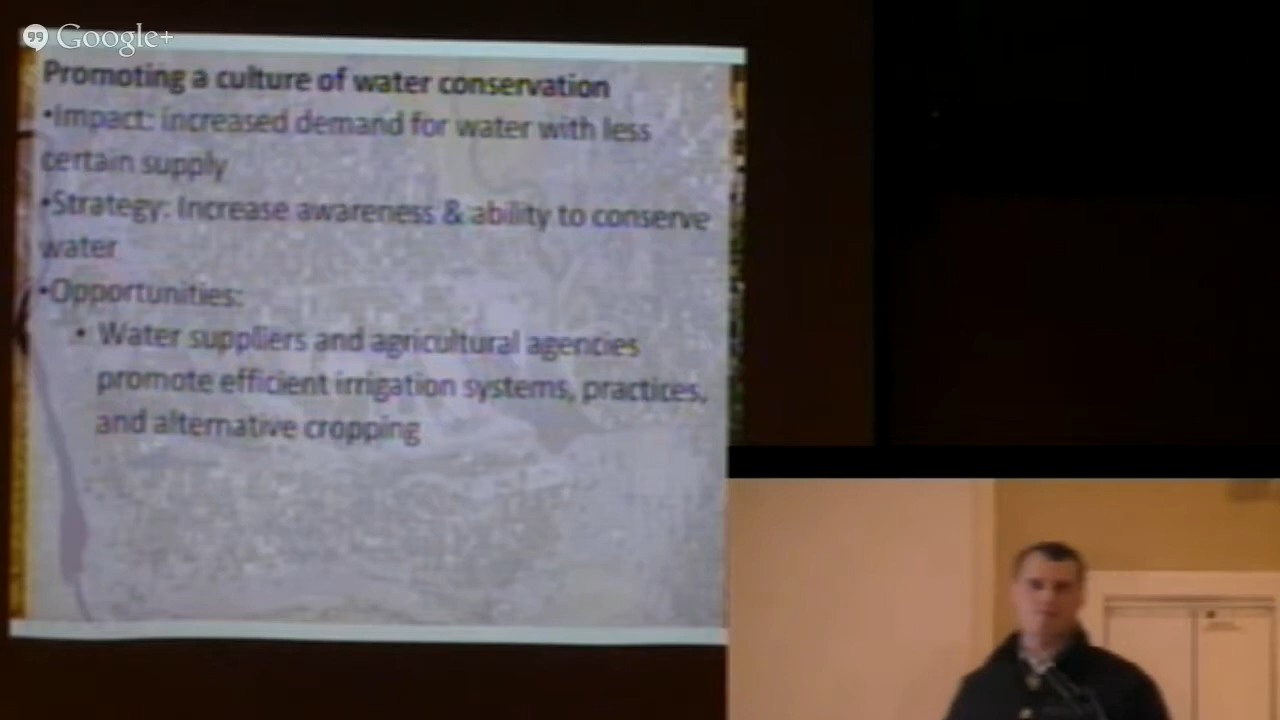 Google+
Promoting a culture of water conservation
•Impact: increased demand for water with less
certain supply
•Strategy: Increase awareness & ability to conserve
water
•Opportunities:
• Water suppliers and agricultural agencies
promote efficient irrigation systems, practices,
and alternative cropping